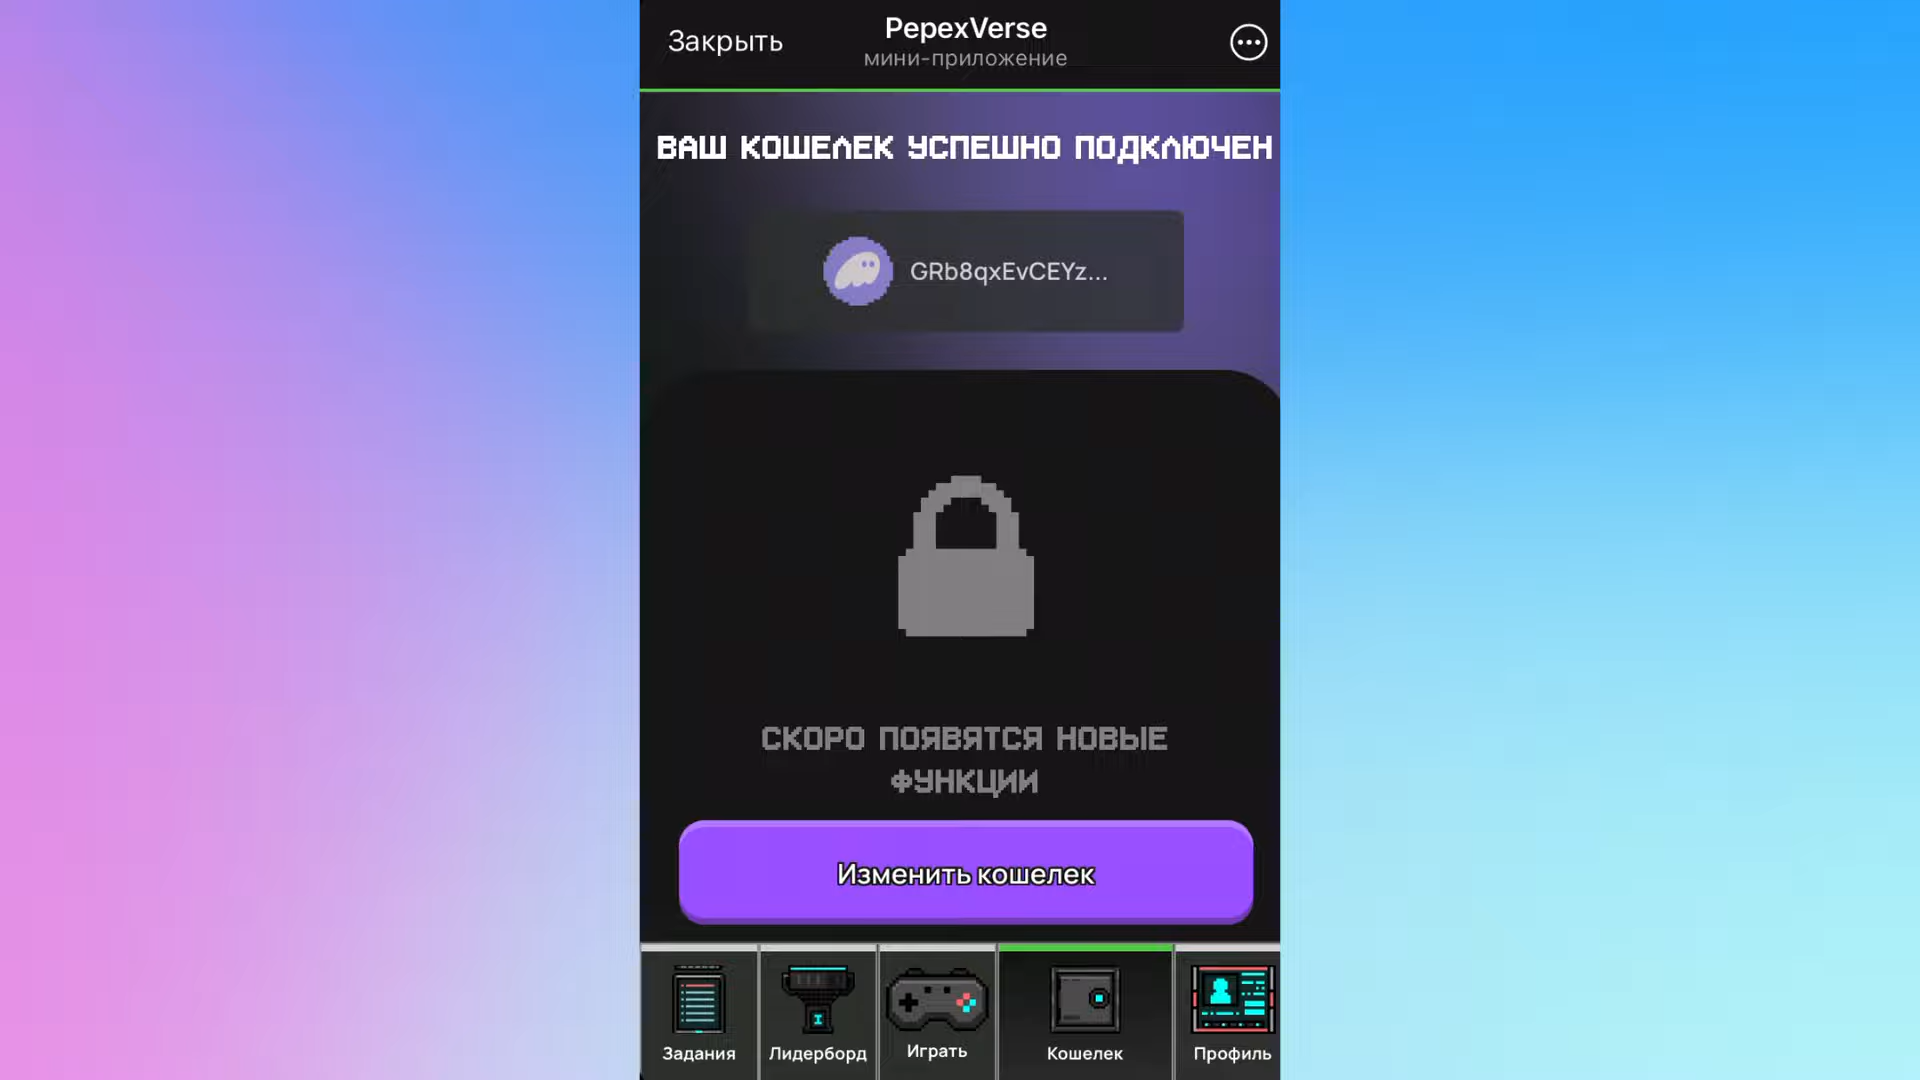 Закрыть
PepexVerse
мини-приложение
ВАШ КОШЕЛЕК УСПЕШНО ПОДКЛЮЧЕН
GRb8qxEvCEYz...
СКОРО ПОЯВЯТСЯ НОВЫЕ
ФУНКЦИИ
Изменить кошелек
Задания
Лидерборд
Играть
Кошелек
Профиль